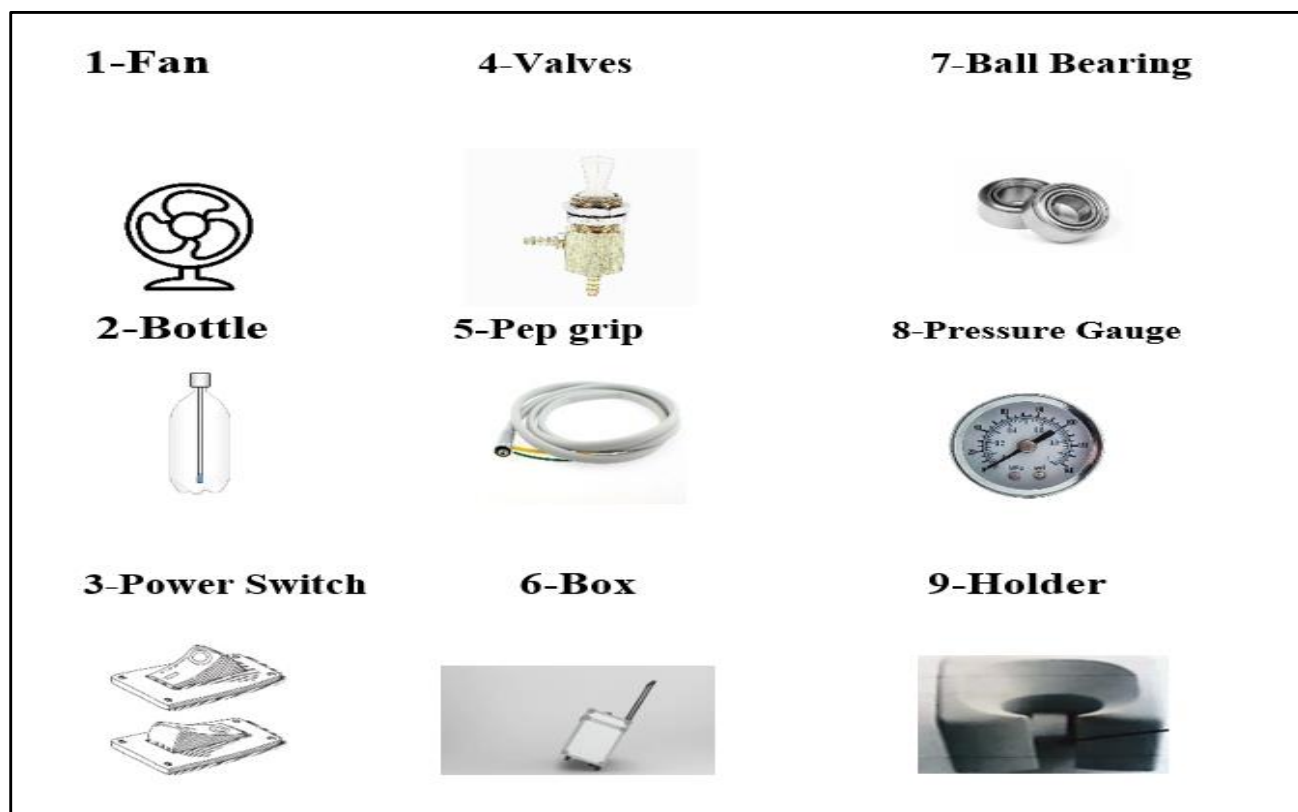 1-Fan
4-Valves
7-Ball Bearing
2-Bottle
5-Pep grip
8-Pressure Gauge
3-Power Switch
6-Box
9-Holder